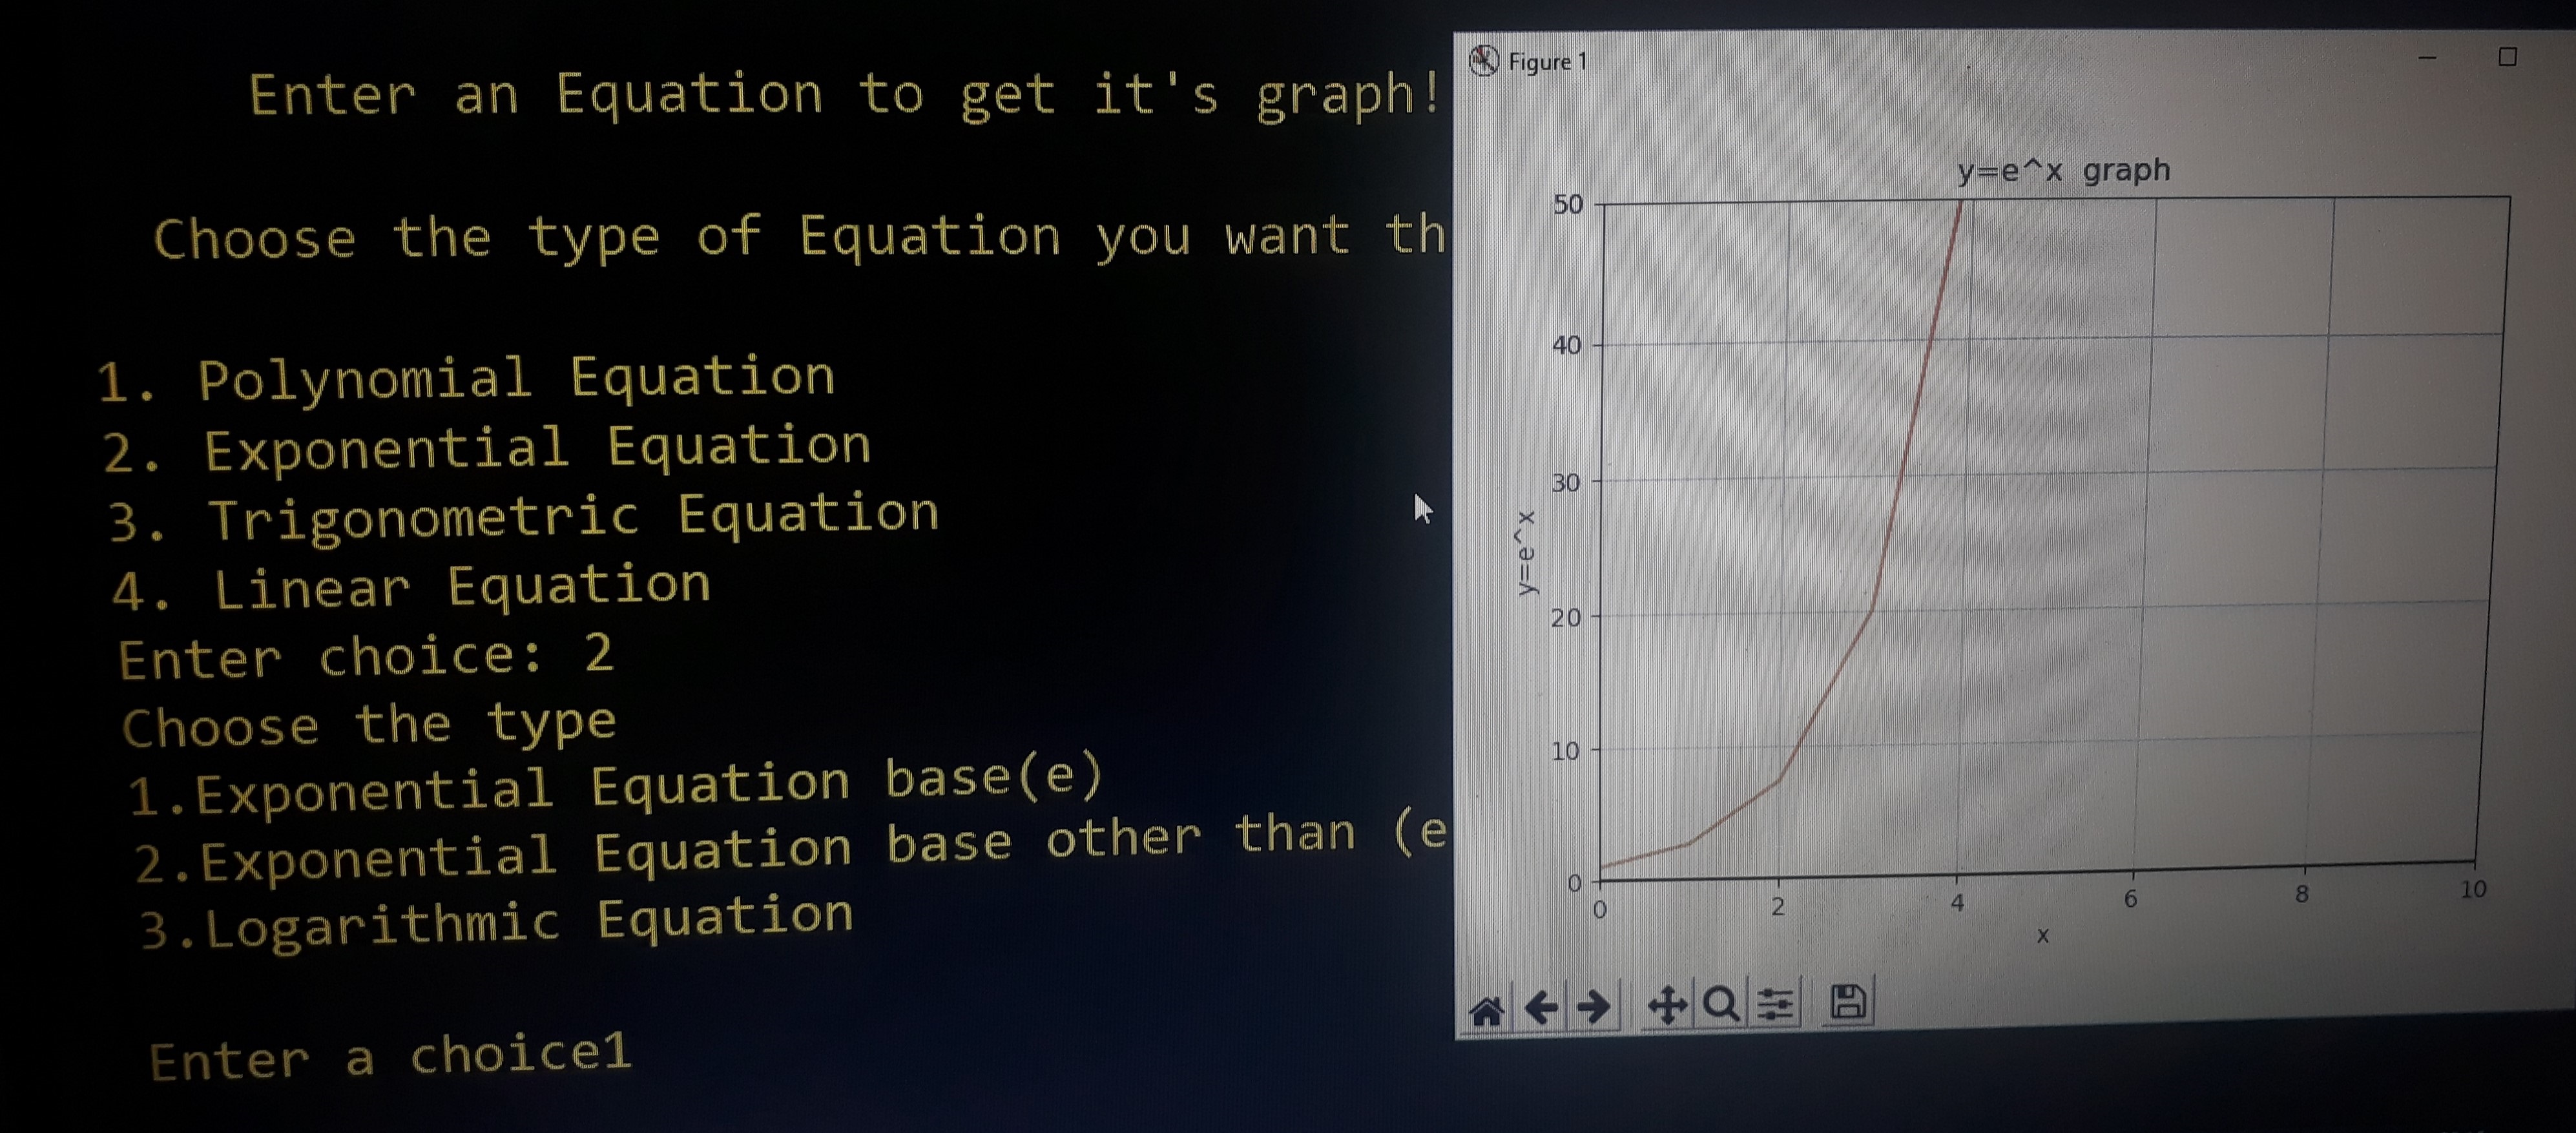 Enter an Equation to get it's graph!
Choose the type of Equation you want th
1. Polynomial Equation
2. Exponential Equation
3. Trigonometric Equation
4. Linear Equation
Enter choice: 2
Choose the type
1.Exponential Equation base(e)
2.Exponential Equation base other than (e
3.Logarithmic Equation
Enter a choice1
Figure 1
y=e^x graph
50
40
30
20
10
0
y=e^x
0 2 4 6 8 10
x